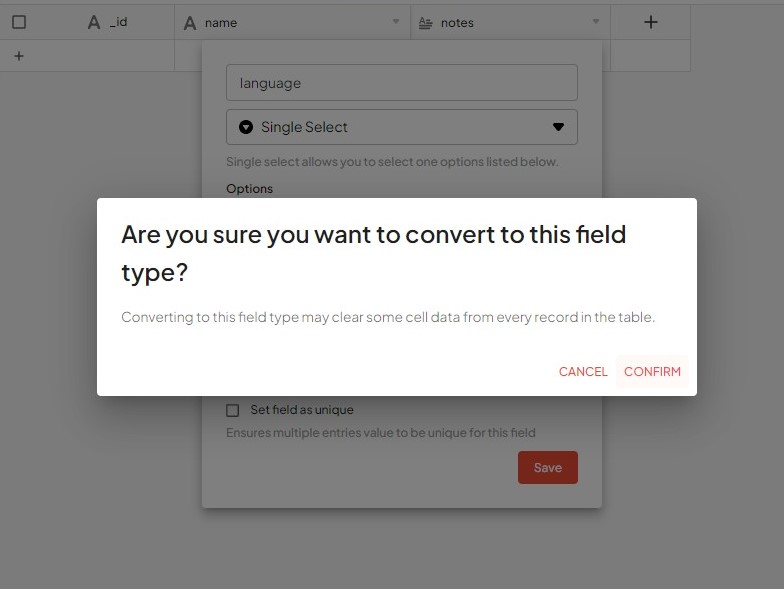 _id
name
notes
language
Single Select
Single select allows you to select one options listed below.
Options
Are you sure you want to convert to this field
type?
Converting to this field type may clear some cell data from every record in the table.
CANCEL
CONFIRM
Set field as unique
Ensures multiple entries value to be unique for this field
Save